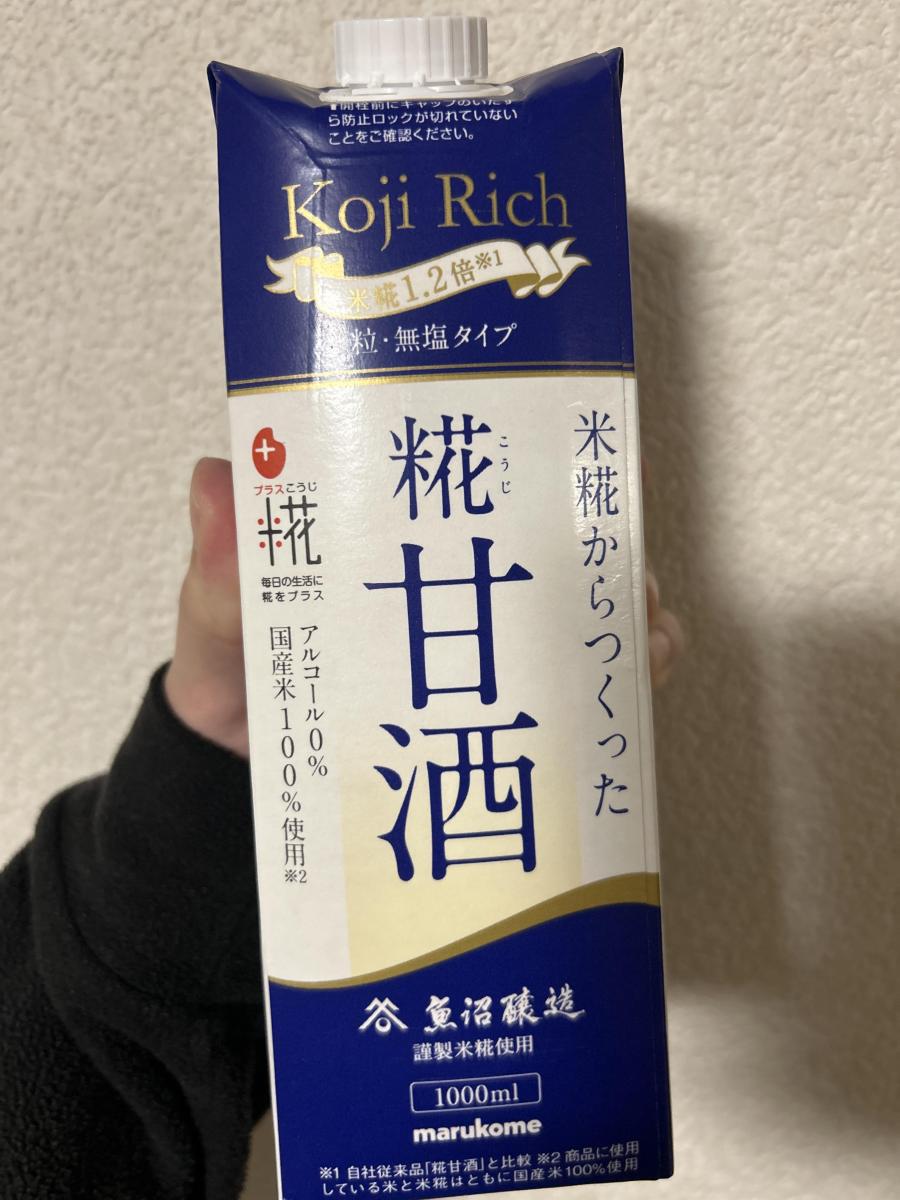 開栓前にキャップのいたず
ら防止ロックが切れていない
ことをご確認ください。
Koji Rich
米糀1.2倍※1
粒・無塩タイプ
米糀からつくった
こうじ
糀甘酒
プラスこうじ
糀
毎日の生活に
糀をプラス
アルコール0%
国産米100%使用※2
魚沼醸造
謹製米糀使用
1000ml
marukome
※1 自社従来品「糀甘酒」と比較 ※2 商品に使用
している米と米糀はともに国産米100%使用